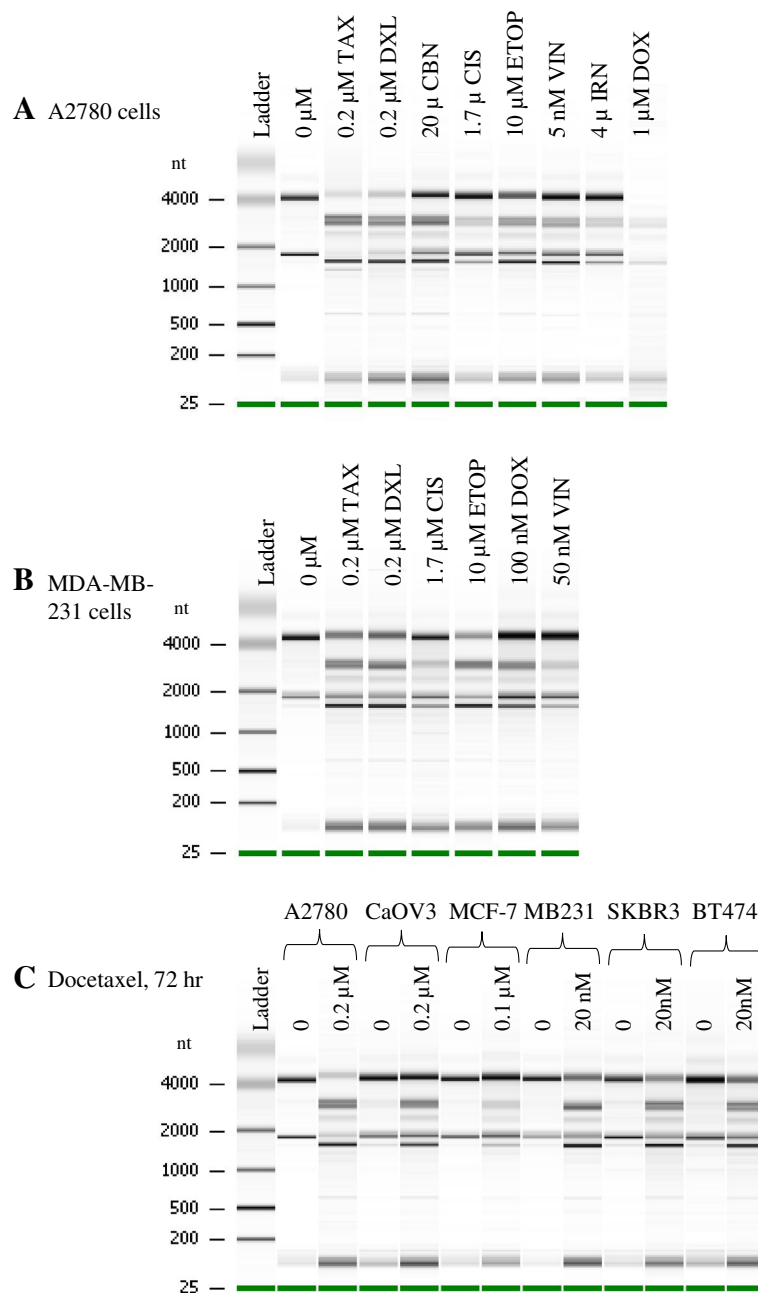 A A2780 cells
Ladder
0 µM
0.2 µM TAX
0.2 µM DXL
20 µ CBN
1.7 µ CIS
10 µM ETOP
5 nM VIN
4 µ IRN
1 µM DOX
nt
4000
2000
1000
500
200
25
B MDA-MB-
231 cells
Ladder
0 µM
0.2 µM TAX
0.2 µM DXL
1.7 µM CIS
10 µM ETOP
100 nM DOX
50 nM VIN
nt
4000
2000
1000
500
200
25
A2780 CaOV3 MCF-7 MB231 SKBR3 BT474
C Docetaxel, 72 hr
Ladder
0
0.2 µM
0
0.2 µM
0
0.1 µM
0
20 nM
0
20nM
0
20nM
nt
4000
2000
1000
500
200
25